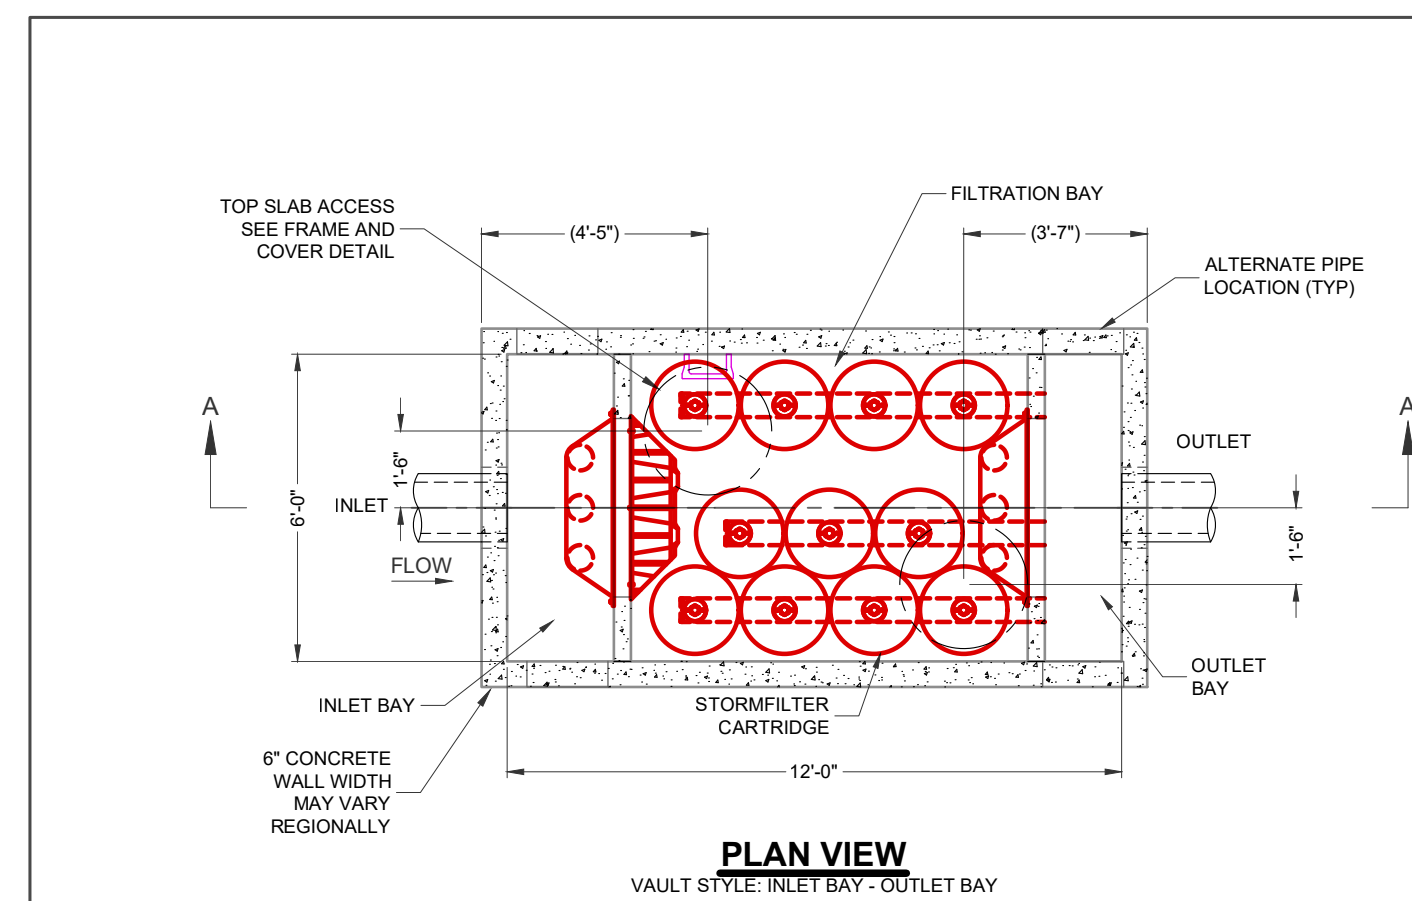 TOP SLAB ACCESS
SEE FRAME AND
COVER DETAIL
(4'-5")
FILTRATION BAY
(3'-7")
ALTERNATE PIPE
LOCATION (TYP)
A
A
1'-6"
6'-0"
INLET
FLOW
OUTLET
1'-6"
OUTLET
BAY
INLET BAY
STORMFILTER
CARTRIDGE
6" CONCRETE
WALL WIDTH
MAY VARY
REGIONALLY
12'-0"
PLAN VIEW
VAULT STYLE: INLET BAY - OUTLET BAY